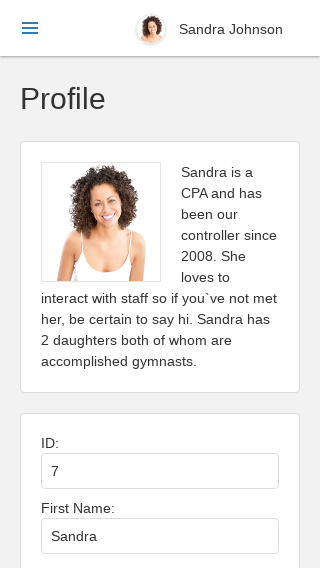 Sandra Johnson
Profile
Sandra is a
CPA and has
been our
controller since
2008. She
loves to
interact with staff so if you`ve not met
her, be certain to say hi. Sandra has
2 daughters both of whom are
accomplished gymnasts.
ID:
7
First Name:
Sandra